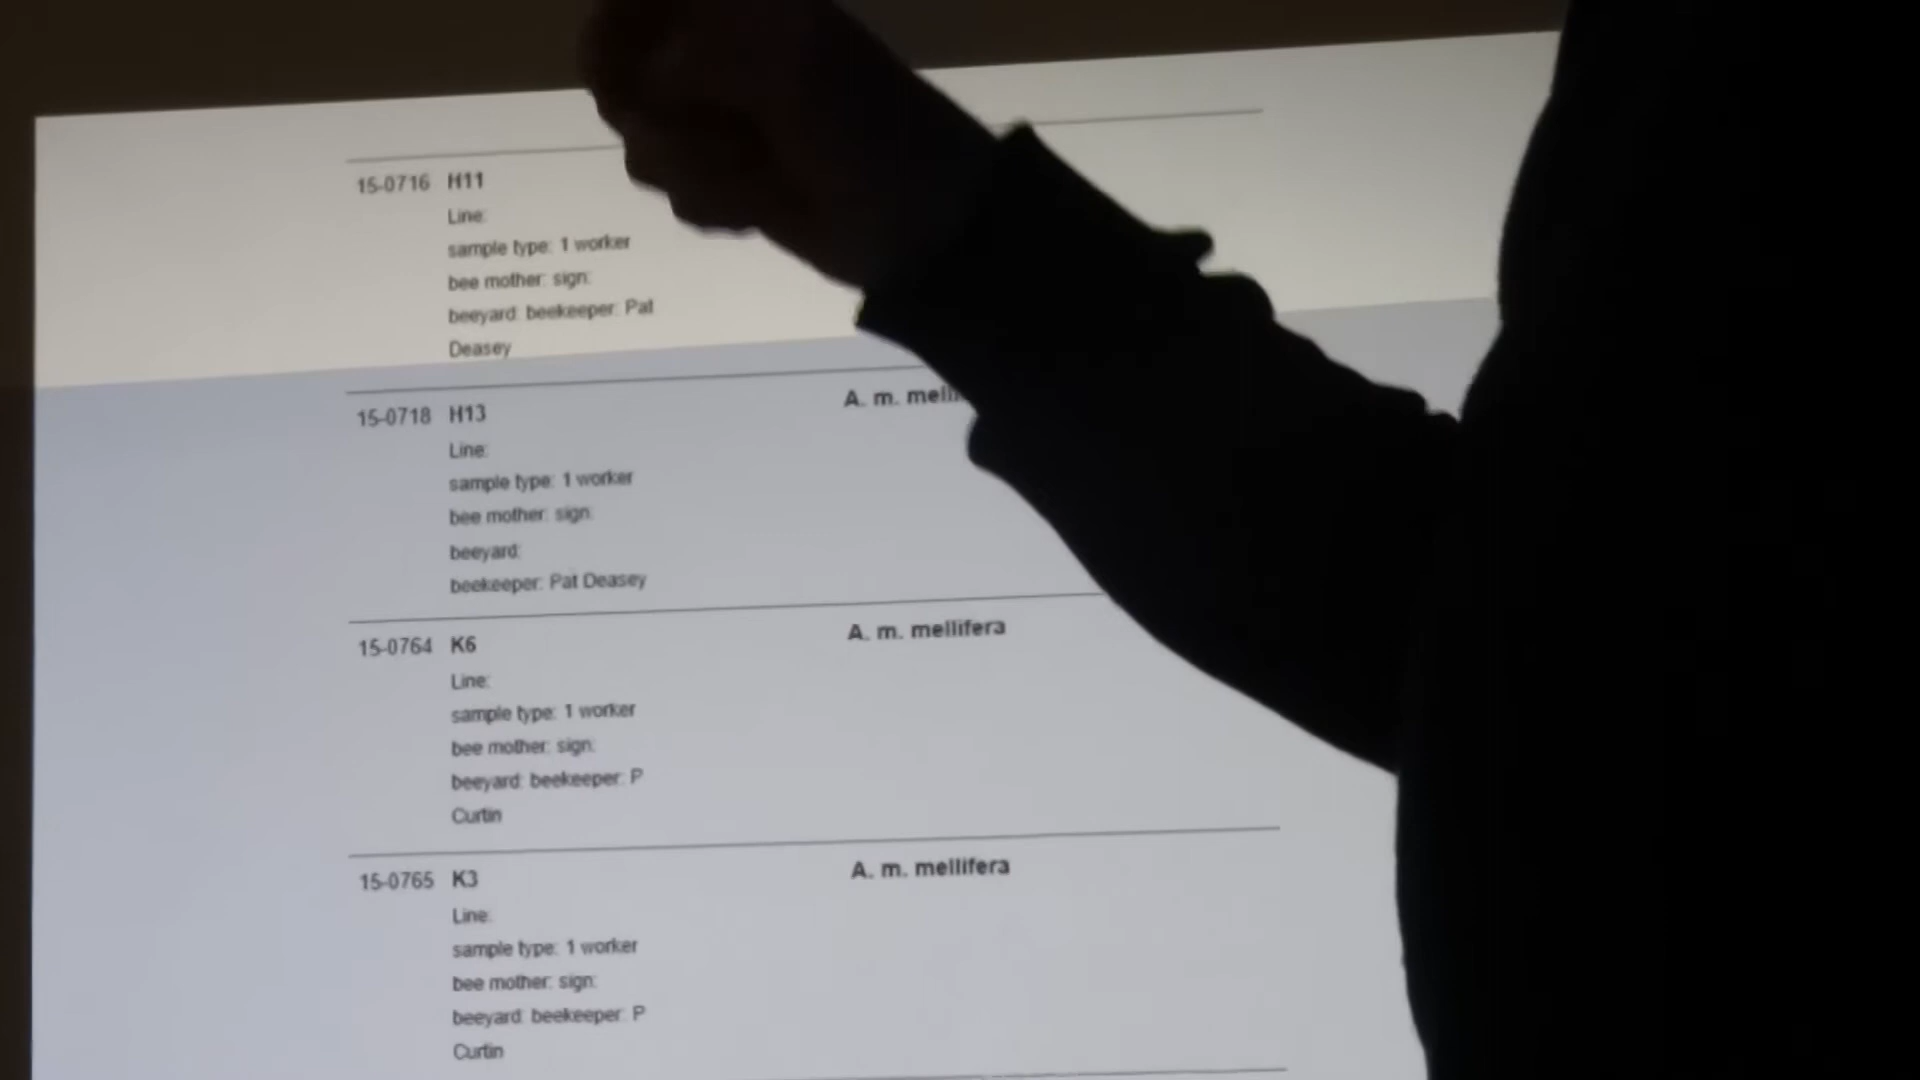 15-0716 H11
Line:
sample type: 1 worker
bee mother: sign:
beeyard: beekeeper: Pat
Deasey
15-0718 H13 A. m.
Line:
sample type: 1 worker
bee mother: sign:
beeyard:
beekeeper: Pat Deasey
15-0764 K6 A. m. mellifera
Line:
sample type: 1 worker
bee mother: sign:
beeyard: beekeeper: P
Curtin
15-0765 K3 A. m. mellifera
Line:
sample type: 1 worker
bee mother: sign:
beeyard: beekeeper: P
Curtin